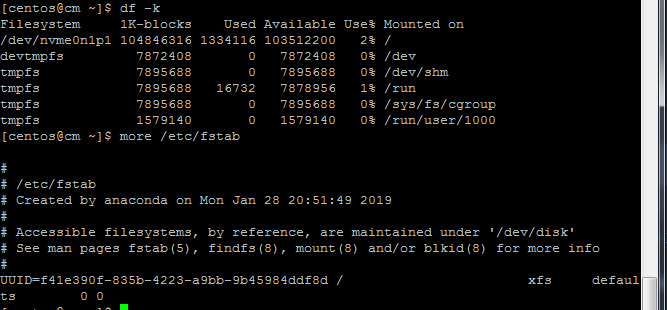 [centos@cm ~]$ df -k
Filesystem     1K-blocks    Used Available Use% Mounted on
/dev/nvme0n1p1 104846316 1334116 103512200   2% /
devtmpfs         7872408       0   7872408   0% /dev
tmpfs            7895688       0   7895688   0% /dev/shm
tmpfs            7895688   16732   7878956   1% /run
tmpfs            7895688       0   7895688   0% /sys/fs/cgroup
tmpfs            1579140       0   1579140   0% /run/user/1000
[centos@cm ~]$ more /etc/fstab

#
# /etc/fstab
# Created by anaconda on Mon Jan 28 20:51:49 2019
#
# Accessible filesystems, by reference, are maintained under '/dev/disk'
# See man pages fstab(5), findfs(8), mount(8) and/or blkid(8) for more info
#
UUID=f41e390f-835b-4223-a9bb-9b45984ddf8d /                       xfs     defaul
ts        0 0
[centos@cm ~]$